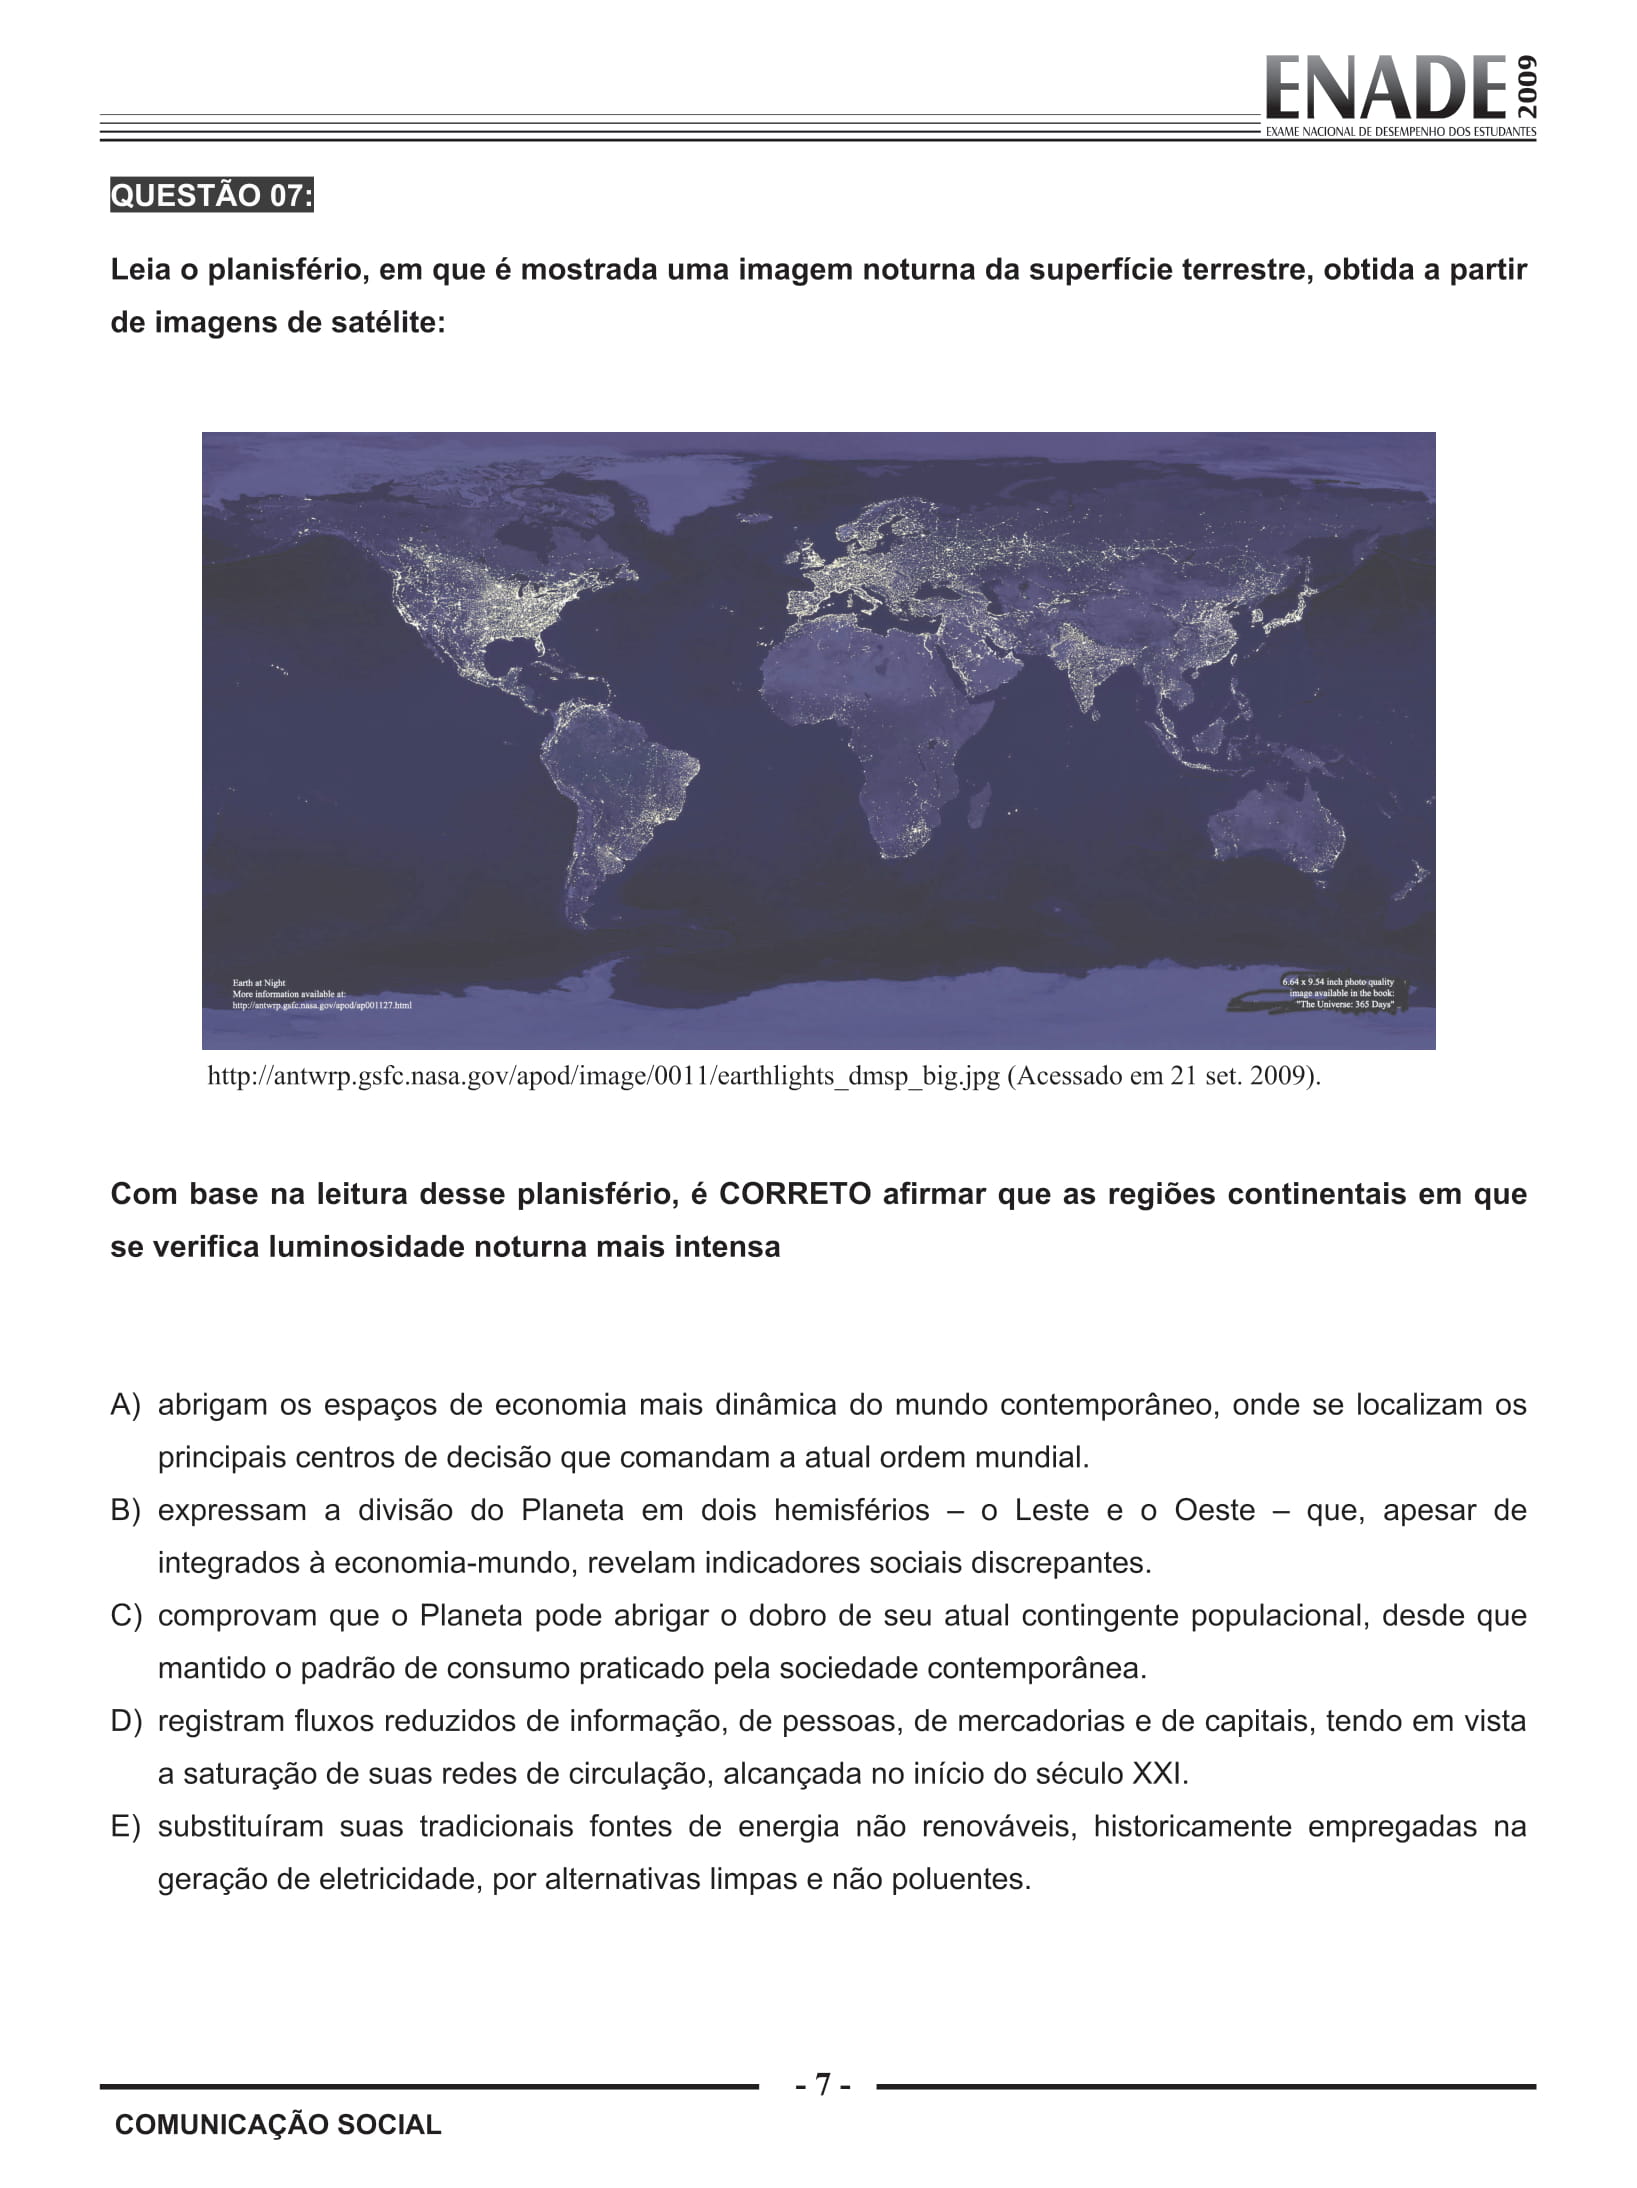 ENADE 2009
EXAME NACIONAL DE DESEMPENHO DOS ESTUDANTES
QUESTÃO 07:
Leia o planisfério, em que é mostrada uma imagem noturna da superfície terrestre, obtida a partir
de imagens de satélite:
Earth at Night
More information available at:
http://antwrp.gsfc.nasa.gov/apod/ap001127.html
6.64 x 9.54 inch photo quality
image available in the book:
"The Universe: 365 Days"
http://antwrp.gsfc.nasa.gov/apod/image/0011/earthlights_dmsp_big.jpg (Acessado em 21 set. 2009).
Com base na leitura desse planisfério, é CORRETO afirmar que as regiões continentais em que
se verifica luminosidade noturna mais intensa
A) abrigam os espaços de economia mais dinâmica do mundo contemporâneo, onde se localizam os
principais centros de decisão que comandam a atual ordem mundial.
B) expressam a divisão do Planeta em dois hemisférios – o Leste e o Oeste – que, apesar de
integrados à economia-mundo, revelam indicadores sociais discrepantes.
C) comprovam que o Planeta pode abrigar o dobro de seu atual contingente populacional, desde que
mantido o padrão de consumo praticado pela sociedade contemporânea.
D) registram fluxos reduzidos de informação, de pessoas, de mercadorias e de capitais, tendo em vista
a saturação de suas redes de circulação, alcançada no início do século XXI.
E) substituíram suas tradicionais fontes de energia não renováveis, historicamente empregadas na
geração de eletricidade, por alternativas limpas e não poluentes.
- 7 -
COMUNICAÇÃO SOCIAL